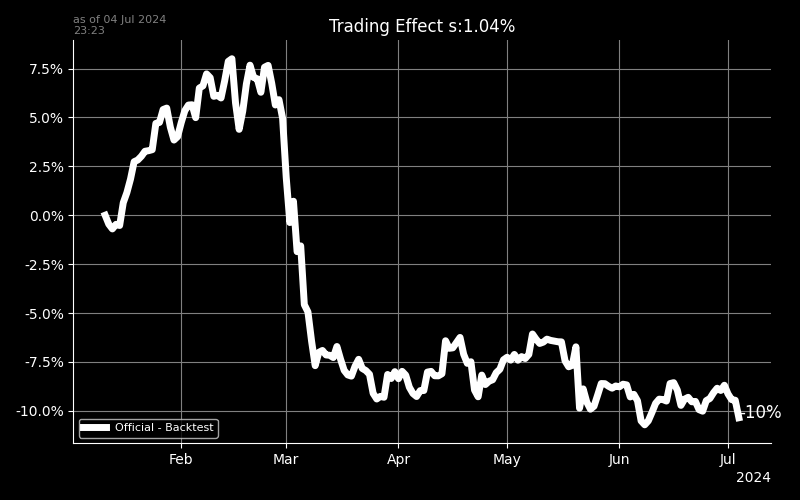 as of 04 Jul 2024
23:23
Trading Effect s:1.04%
7.5%
5.0%
2.5%
0.0%
-2.5%
-5.0%
-7.5%
-10.0%
-10%
Official - Backtest
Feb Mar Apr May Jun Jul
2024